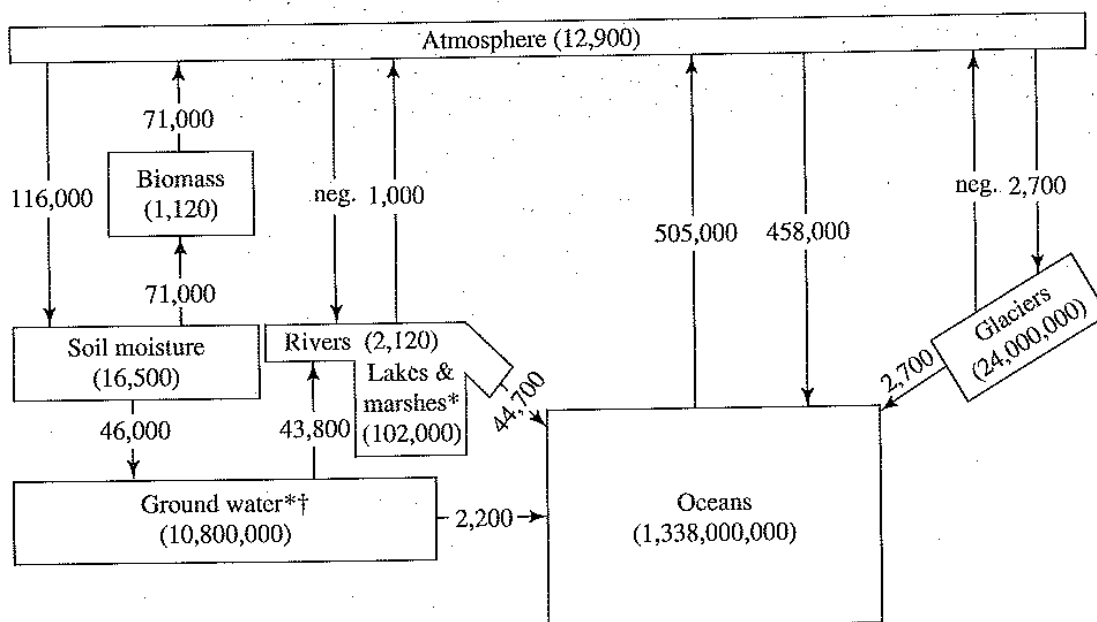 Atmosphere (12,900)
71,000
Biomass
(1,120)
116,000
neg. 1,000
505,000
458,000
neg. 2,700
71,000
Glaciers
(24,000,000)
Soil moisture
(16,500)
Rivers (2,120)
Lakes &
marshes*
(102,000)
2,700
44,700
46,000
43,800
Ground water*†
(10,800,000)
2,200
Oceans
(1,338,000,000)